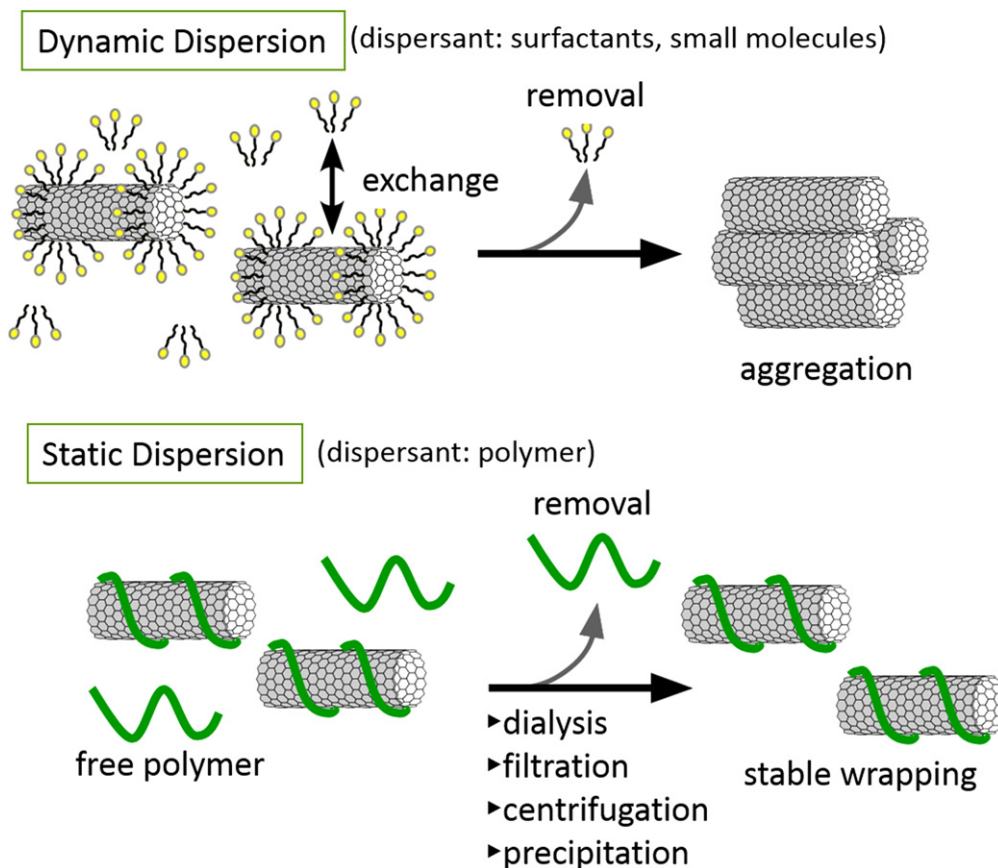 Dynamic Dispersion (dispersant: surfactants, small molecules)
removal
exchange
aggregation
Static Dispersion (dispersant: polymer)
removal
free polymer
▸dialysis
▸filtration
▸centrifugation
▸precipitation
stable wrapping